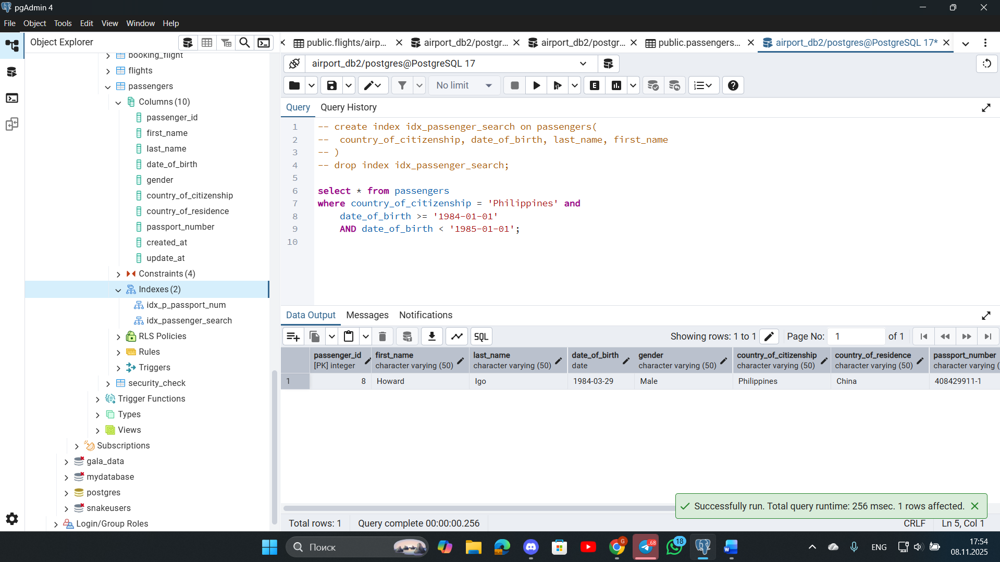 pgAdmin 4
File Object Tools Edit View Window Help
Object Explorer
public.flights/airp...
airport_db2/postgr...
airport_db2/postgr...
public.passengers...
airport_db2/postgres@PostgreSQL 17*
airport_db2/postgres@PostgreSQL 17
No limit
E
booking_flight
flights
passengers
Columns (10)
passenger_id
first_name
last_name
date_of_birth
gender
country_of_citizenship
country_of_residence
passport_number
created_at
update_at
Constraints (4)
Indexes (2)
idx_p_passport_num
idx_passenger_search
RLS Policies
Rules
Triggers
security_check
Trigger Functions
Types
Views
Subscriptions
gala_data
mydatabase
postgres
snakeusers
Login/Group Roles
Query Query History
1 -- create index idx_passenger_search on passengers(
2 --  country_of_citizenship, date_of_birth, last_name, first_name
3 -- )
4 -- drop index idx_passenger_search;
5
6 select * from passengers
7 where country_of_citizenship = 'Philippines' and
8     date_of_birth >= '1984-01-01'
9     AND date_of_birth < '1985-01-01';
10
Data Output Messages Notifications
SQL
Showing rows: 1 to 1
Page No: 1 of 1
passenger_id first_name last_name date_of_birth gender country_of_citizenship country_of_residence passport_number
[PK] integer character varying (50) character varying (50) date character varying (50) character varying (50) character varying (50) character varying (
1 8 Howard Igo 1984-03-29 Male Philippines China 408429911-1
Successfully run. Total query runtime: 256 msec. 1 rows affected.
Total rows: 1 Query complete 00:00:00.256 CRLF Ln 5, Col 1
Поиск
G
68
18
W
ENG
17:54
08.11.2025